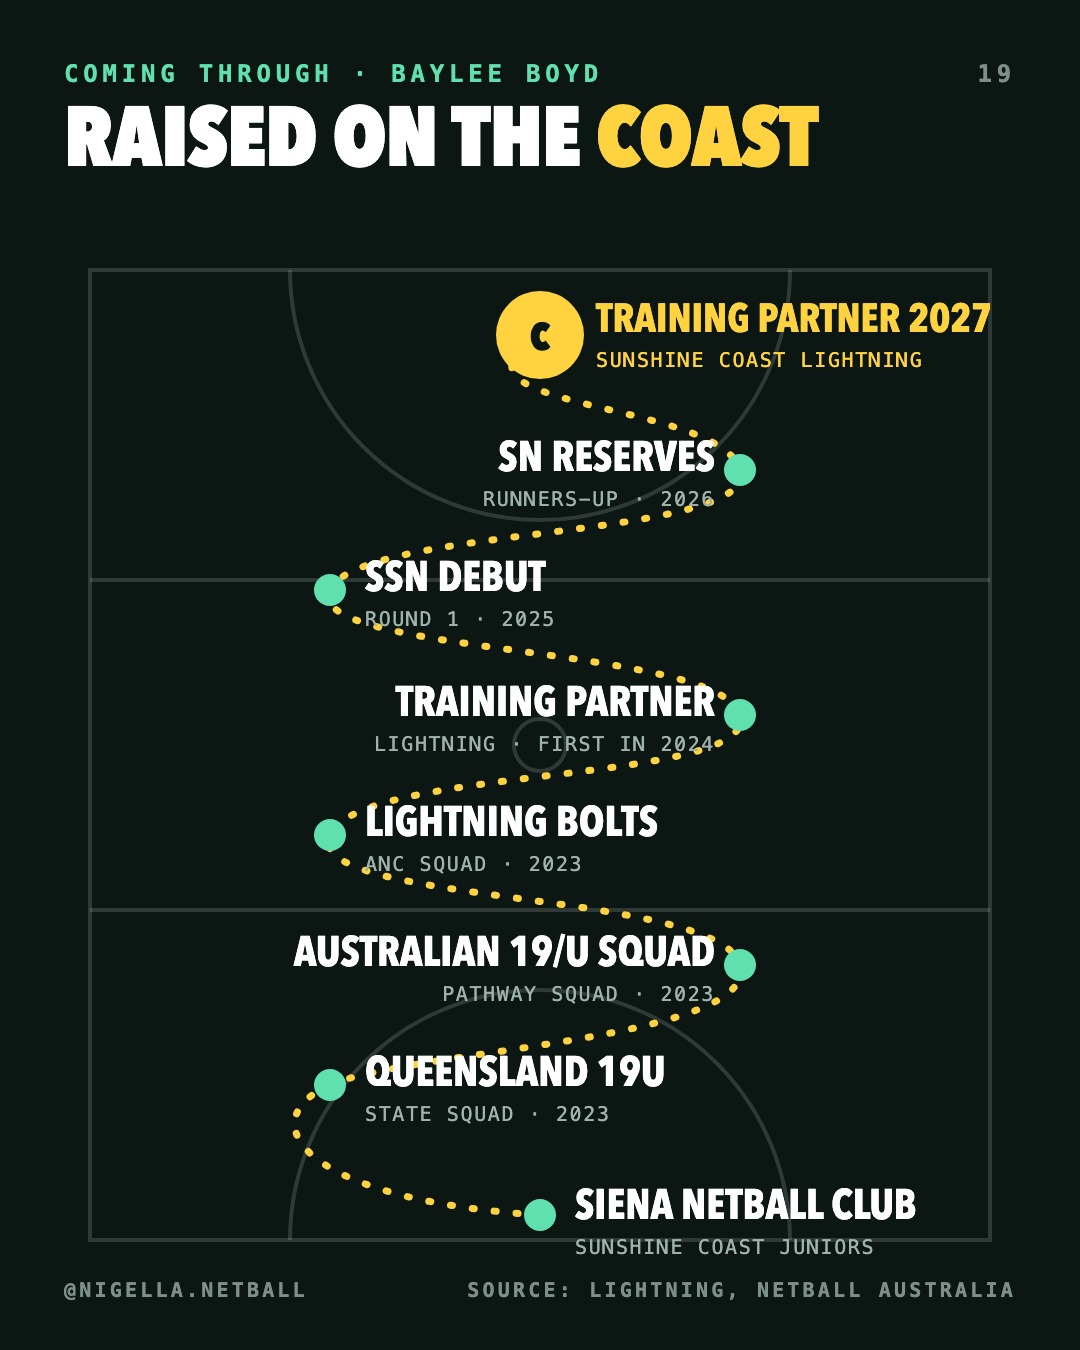 COMING THROUGH · BAYLEE BOYD
19
RAISED ON THE COAST
C
TRAINING PARTNER 2027
SUNSHINE COAST LIGHTNING
SN RESERVES
RUNNERS-UP · 2026
SSN DEBUT
ROUND 1 · 2025
TRAINING PARTNER
LIGHTNING · FIRST IN 2024
LIGHTNING BOLTS
ANC SQUAD · 2023
AUSTRALIAN 19/U SQUAD
PATHWAY SQUAD · 2023
QUEENSLAND 19U
STATE SQUAD · 2023
SIENA NETBALL CLUB
SUNSHINE COAST JUNIORS
@NIGELLA.NETBALL
SOURCE: LIGHTNING, NETBALL AUSTRALIA